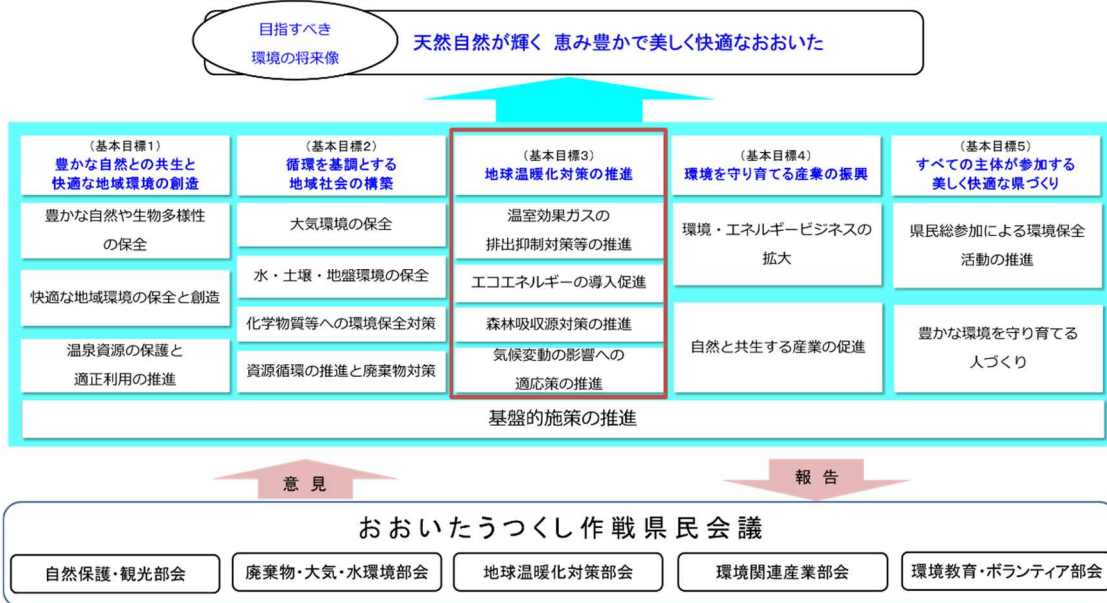 目指すべき
環境の将来像
天然自然が輝く 恵み豊かで美しく快適なおおいた
(基本目標1)
豊かな自然との共生と
快適な地域環境の創造
豊かな自然や生物多様性
の保全
快適な地域環境の保全と創造
温泉資源の保護と
適正利用の推進
(基本目標2)
循環を基調とする
地域社会の構築
大気環境の保全
水・土壌・地盤環境の保全
化学物質等への環境保全対策
資源循環の推進と廃棄物対策
(基本目標3)
地球温暖化対策の推進
温室効果ガスの
排出抑制対策等の推進
エコエネルギーの導入促進
森林吸収源対策の推進
気候変動の影響への
適応策の推進
(基本目標4)
環境を守り育てる産業の振興
環境・エネルギービジネスの
拡大
自然と共生する産業の促進
(基本目標5)
すべての主体が参加する
美しく快適な県づくり
県民総参加による環境保全
活動の推進
豊かな環境を守り育てる
人づくり
基盤的施策の推進
意見
報告
おおいたうつくし作戦県民会議
自然保護・観光部会
廃棄物・大気・水環境部会
地球温暖化対策部会
環境関連産業部会
環境教育・ボランティア部会